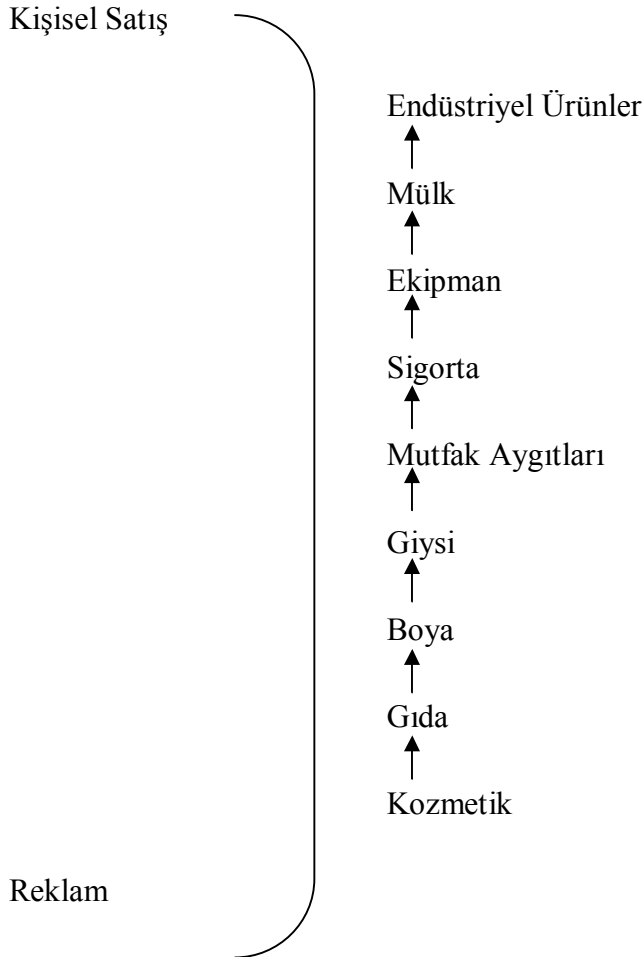 Kişisel Satış
Endüstriyel Ürünler
Mülk
Ekipman
Sigorta
Mutfak Aygıtları
Giysi
Boya
Gıda
Kozmetik
Reklam